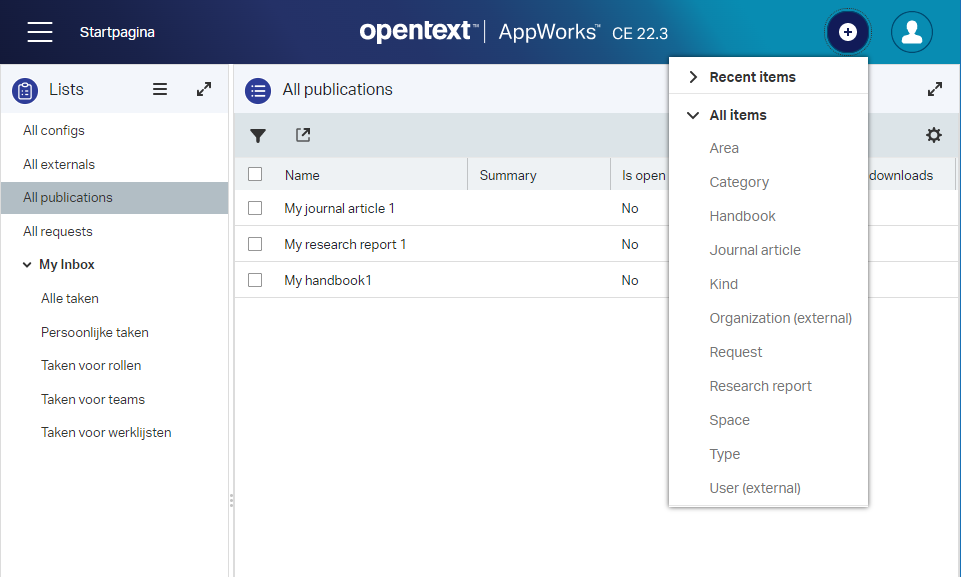 Startpagina
opentext™ | AppWorks™ CE 22.3
Lists
All configs
All externals
All publications
All requests
My Inbox
Alle taken
Persoonlijke taken
Taken voor rollen
Taken voor teams
Taken voor werklijsten
All publications
Name Summary Is open downloads
My journal article 1 No
My research report 1 No
My handbook1 No
Recent items
All items
Area
Category
Handbook
Journal article
Kind
Organization (external)
Request
Research report
Space
Type
User (external)